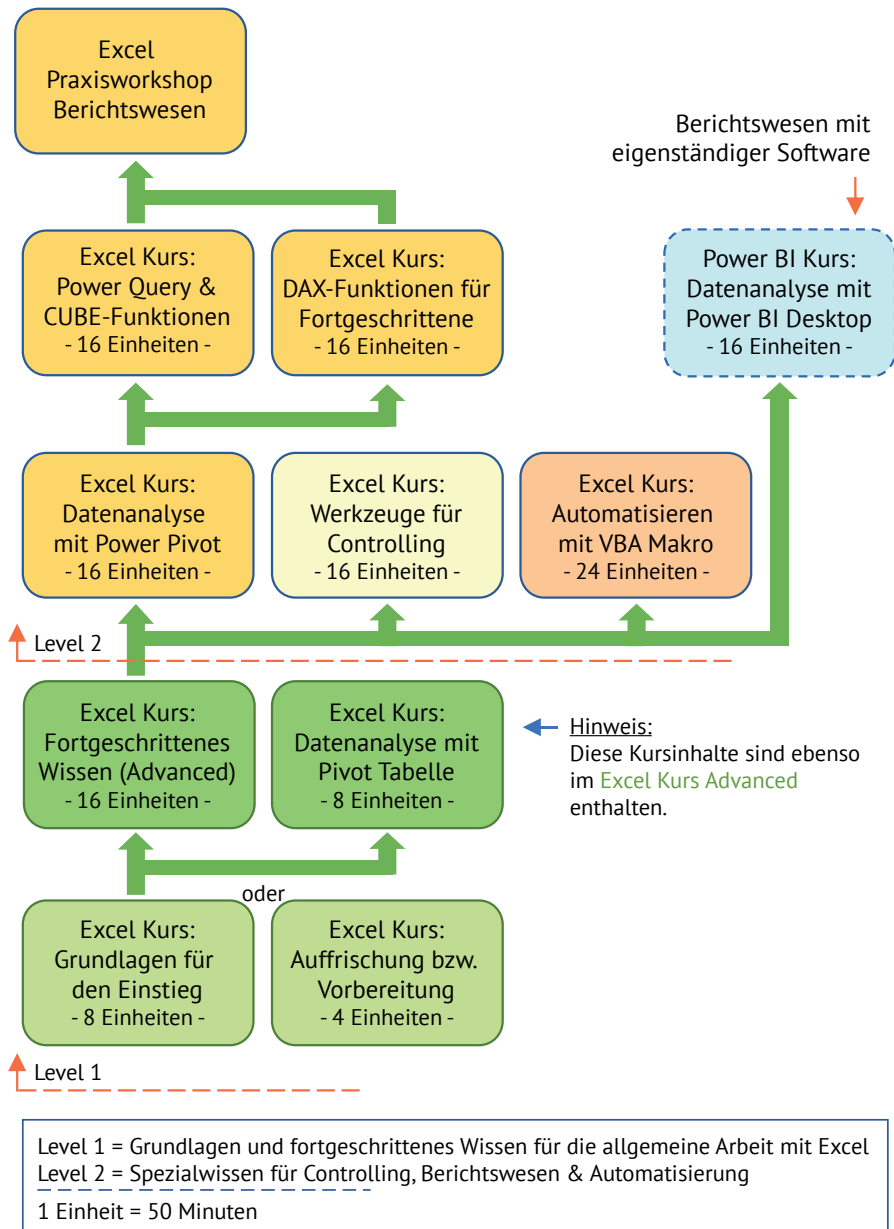 Excel
Praxisworkshop
Berichtswesen
Berichtswesen mit
eigenständiger Software
Excel Kurs:
Power Query &
CUBE-Funktionen
- 16 Einheiten -
Excel Kurs:
DAX-Funktionen für
Fortgeschrittene
- 16 Einheiten -
Power BI Kurs:
Datenanalyse mit
Power BI Desktop
- 16 Einheiten -
Excel Kurs:
Datenanalyse
mit Power Pivot
- 16 Einheiten -
Excel Kurs:
Werkzeuge für
Controlling
- 16 Einheiten -
Excel Kurs:
Automatisieren
mit VBA Makro
- 24 Einheiten -
Level 2
Excel Kurs:
Fortgeschrittenes
Wissen (Advanced)
- 16 Einheiten -
Excel Kurs:
Datenanalyse mit
Pivot Tabelle
- 8 Einheiten -
Hinweis:
Diese Kursinhalte sind ebenso
im Excel Kurs Advanced
enthalten.
oder
Excel Kurs:
Grundlagen für
den Einstieg
- 8 Einheiten -
Excel Kurs:
Auffrischung bzw.
Vorbereitung
- 4 Einheiten -
Level 1
Level 1 = Grundlagen und fortgeschrittenes Wissen für die allgemeine Arbeit mit Excel
Level 2 = Spezialwissen für Controlling, Berichtswesen & Automatisierung
1 Einheit = 50 Minuten